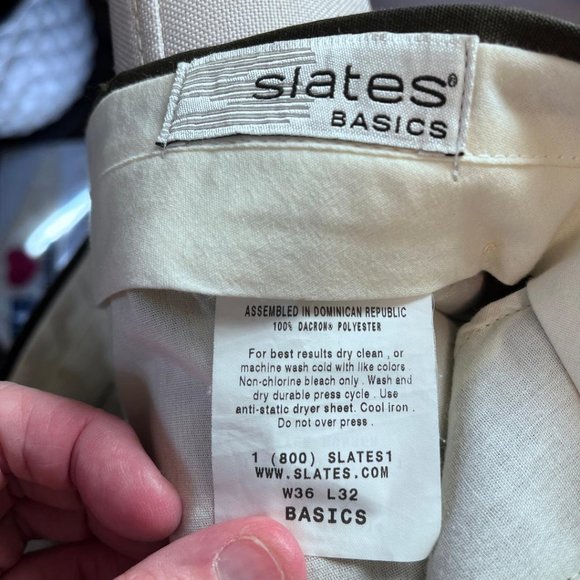 slates®
BASICS
ASSEMBLED IN DOMINICAN REPUBLIC
100% DACRON® POLYESTER
For best results dry clean , or
machine wash cold with like colors .
Non-chlorine bleach only . Wash and
dry durable press cycle . Use
anti-static dryer sheet. Cool iron .
Do not over press .
1 (800) SLATES1
WWW.SLATES.COM
W36 L32
BASICS